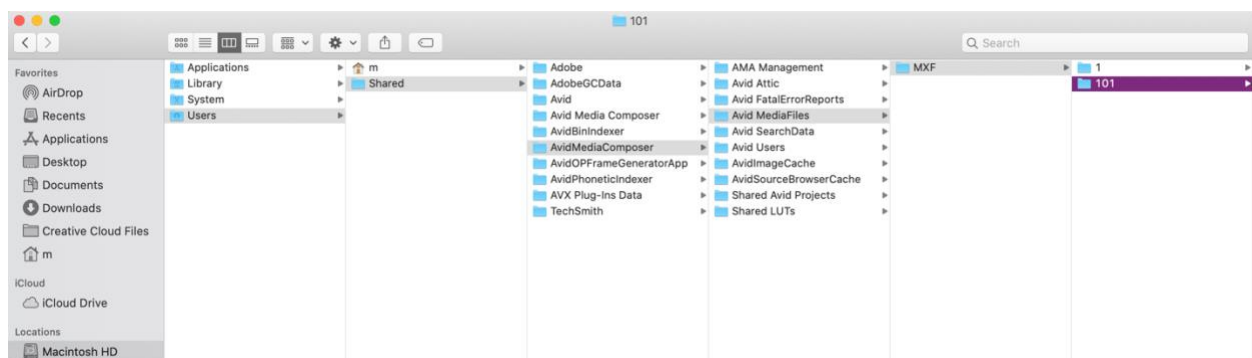 101
Search
Favorites
AirDrop
Recents
Applications
Desktop
Documents
Downloads
Creative Cloud Files
m
iCloud
iCloud Drive
Locations
Macintosh HD
Applications
Library
System
Users
m
Shared
Adobe
AdobeGCData
Avid
Avid Media Composer
AvidBinIndexer
AvidMediaComposer
AvidOPFrameGeneratorApp
AvidPhoneticIndexer
AVX Plug-Ins Data
TechSmith
AMA Management
Avid Attic
Avid FatalErrorReports
Avid MediaFiles
Avid SearchData
Avid Users
AvidImageCache
AvidSourceBrowserCache
Shared Avid Projects
Shared LUTs
MXF
1
101